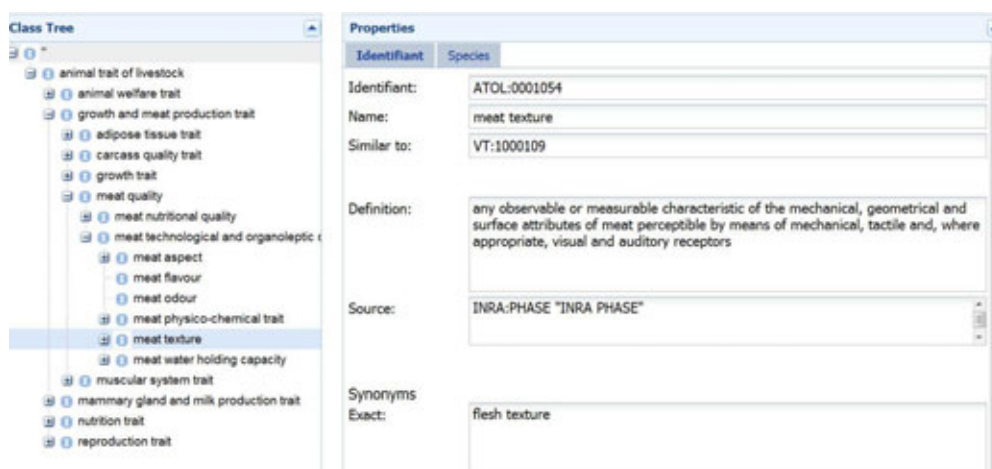 Class Tree
animal trait of livestock
animal welfare trait
growth and meat production trait
adipose tissue trait
carcass quality trait
growth trait
meat quality
meat nutritional quality
meat technological and organoleptic
meat aspect
meat flavour
meat odour
meat physico-chemical trait
meat texture
meat water holding capacity
muscular system trait
mammary gland and milk production trait
nutrition trait
reproduction trait
Properties
Identifiant Species
Identifiant: ATOL:0001054
Name: meat texture
Similar to: VT:1000109
Definition: any observable or measurable characteristic of the mechanical, geometrical and
surface attributes of meat perceptible by means of mechanical, tactile and, where
appropriate, visual and auditory receptors
Source: INRA:PHASE "INRA PHASE"
Synonyms
Exact: flesh texture